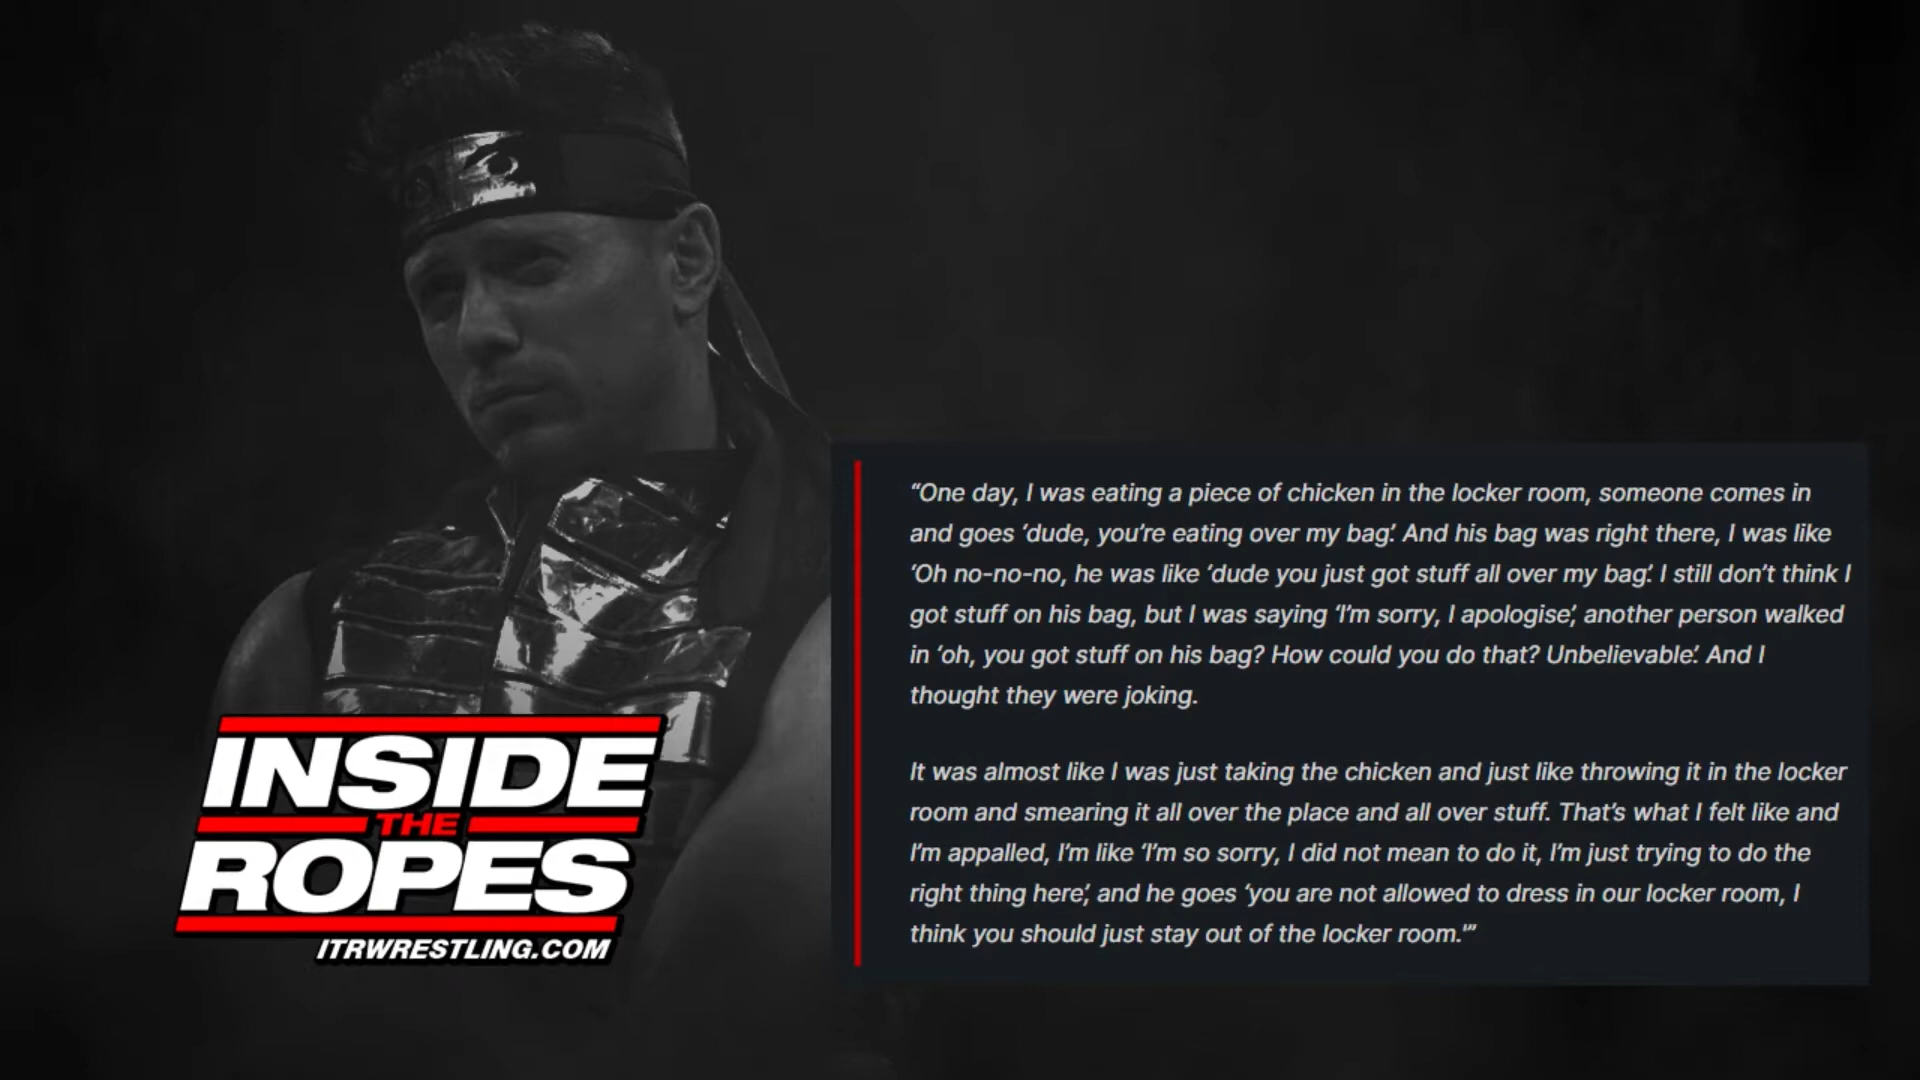 INSIDE
THE
ROPES
ITRWRESTLING.COM
“One day, I was eating a piece of chicken in the locker room, someone comes in
and goes ‘dude, you’re eating over my bag’. And his bag was right there, I was like
‘Oh no-no-no, he was like ‘dude you just got stuff all over my bag’. I still don’t think I
got stuff on his bag, but I was saying ‘I’m sorry, I apologise’, another person walked
in ‘oh, you got stuff on his bag? How could you do that? Unbelievable’. And I
thought they were joking.
It was almost like I was just taking the chicken and just like throwing it in the locker
room and smearing it all over the place and all over stuff. That’s what I felt like and
I’m appalled, I’m like ‘I’m so sorry, I did not mean to do it, I’m just trying to do the
right thing here’, and he goes ‘you are not allowed to dress in our locker room, I
think you should just stay out of the locker room.'”